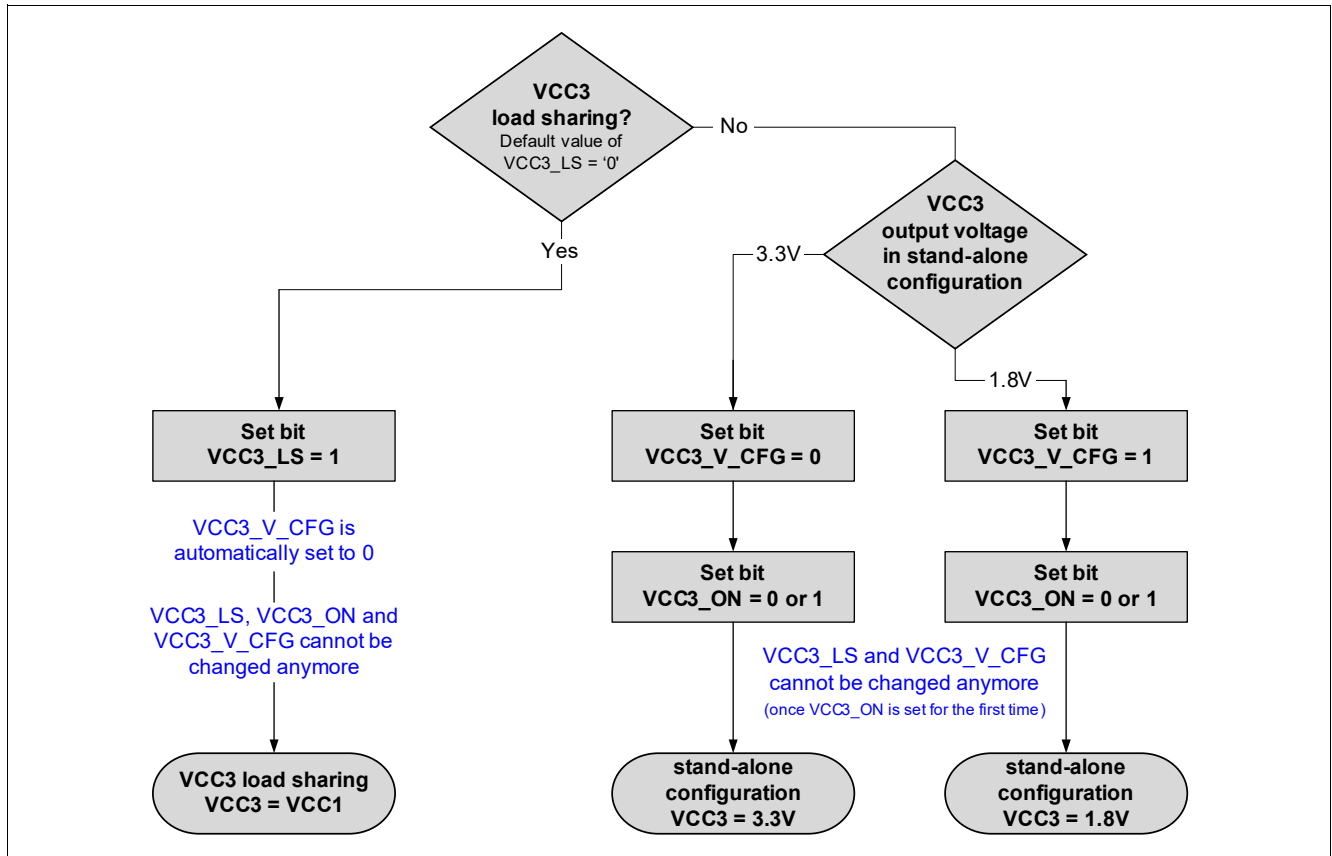 VCC3
load sharing?
Default value of
VCC3_LS = ‘0'
No
Yes
VCC3
output voltage
in stand-alone
configuration
3.3V
1.8V
Set bit
VCC3_LS = 1
VCC3_V_CFG is
automatically set to 0
VCC3_LS, VCC3_ON and
VCC3_V_CFG cannot be
changed anymore
VCC3 load sharing
VCC3 = VCC1
Set bit
VCC3_V_CFG = 0
Set bit
VCC3_ON = 0 or 1
Set bit
VCC3_V_CFG = 1
Set bit
VCC3_ON = 0 or 1
VCC3_LS and VCC3_V_CFG
cannot be changed anymore
(once VCC3_ON is set for the first time)
stand-alone
configuration
VCC3 = 3.3V
stand-alone
configuration
VCC3 = 1.8V